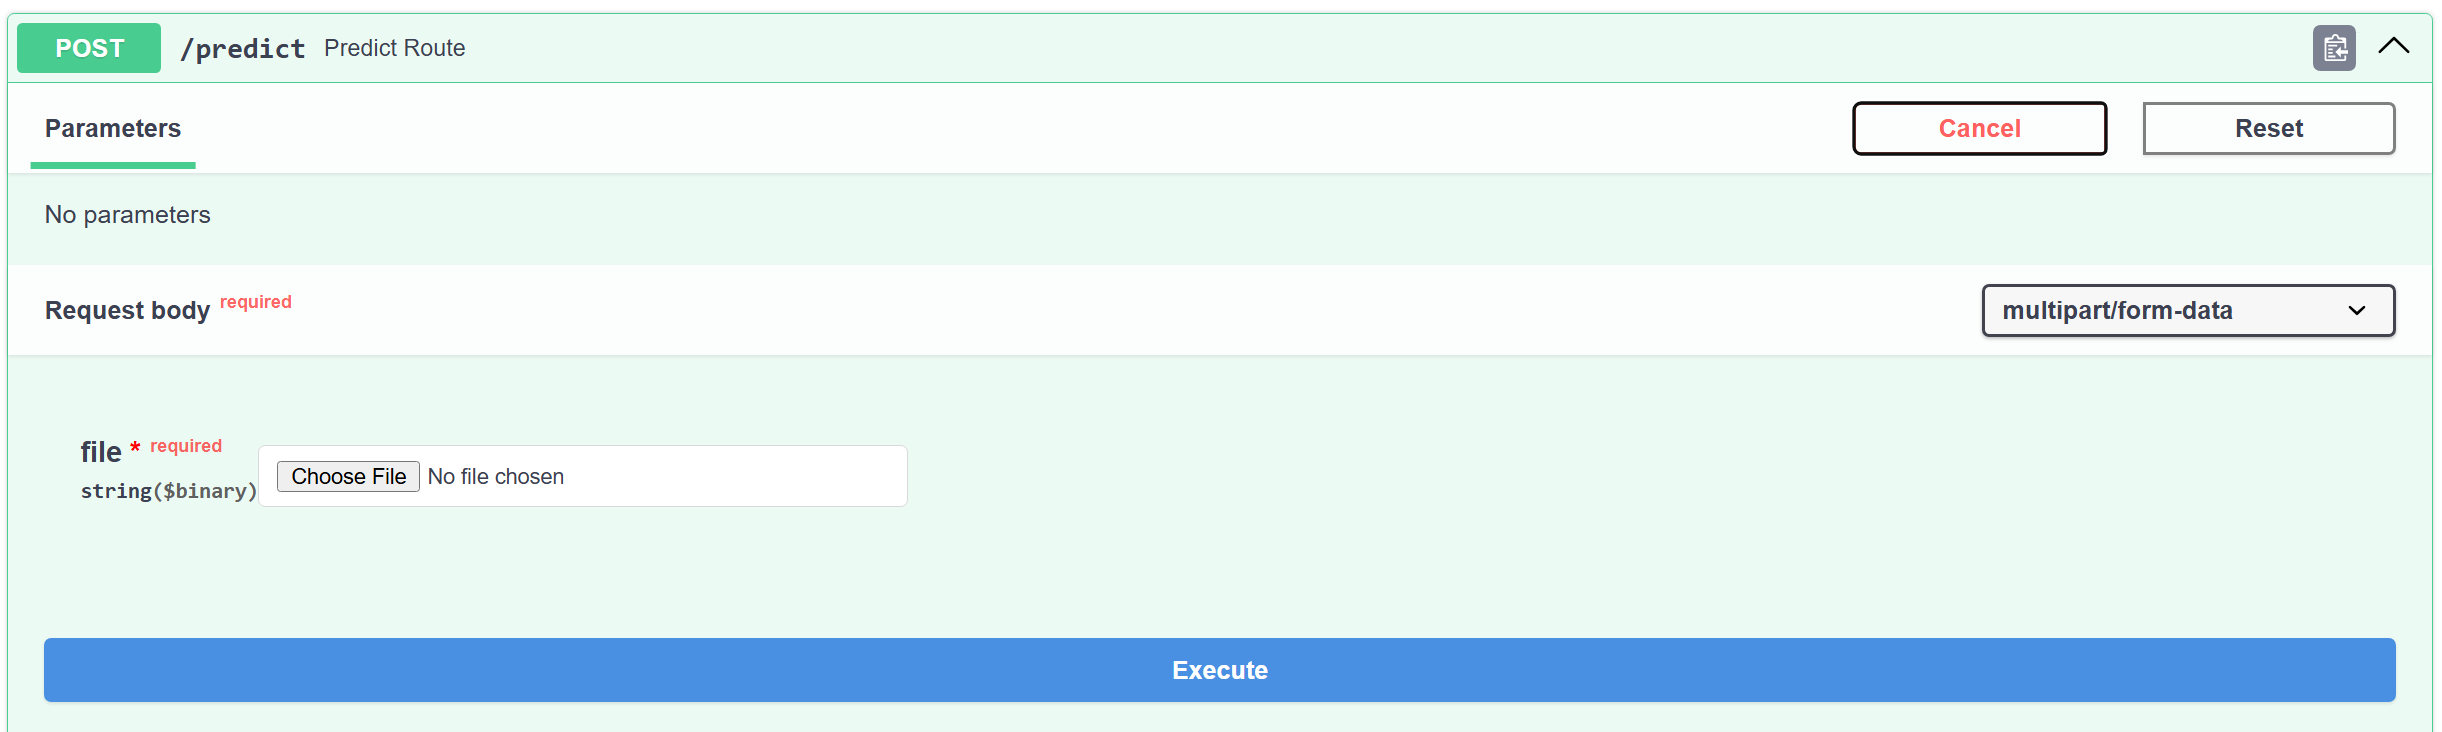 POST /predict Predict Route
Parameters
Cancel
Reset
No parameters
Request body required
multipart/form-data
file * required
string($binary)
Choose File No file chosen
Execute